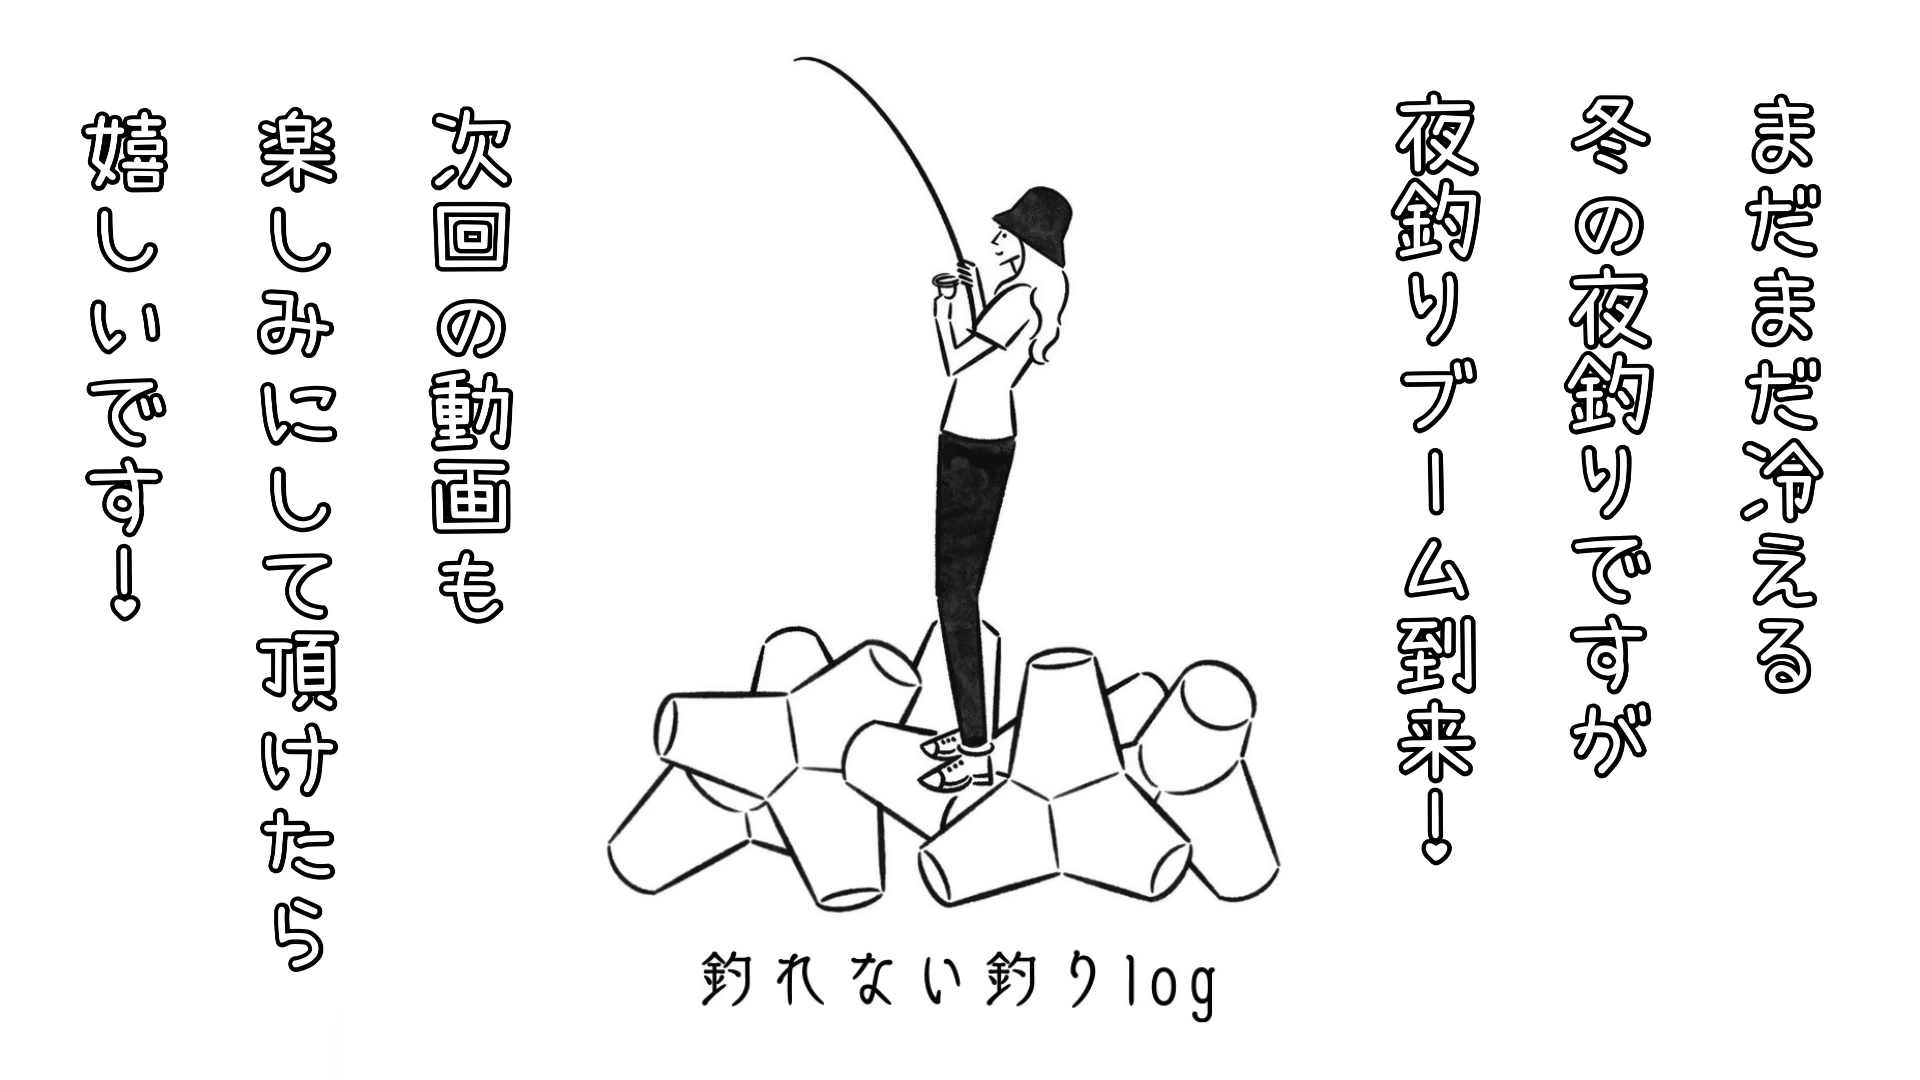 まだまだ冷える
冬の夜釣りですが
夜釣りブーム到来!
次回の動画も
楽しみにして頂けたら
嬉しいです!
釣れない釣りlog